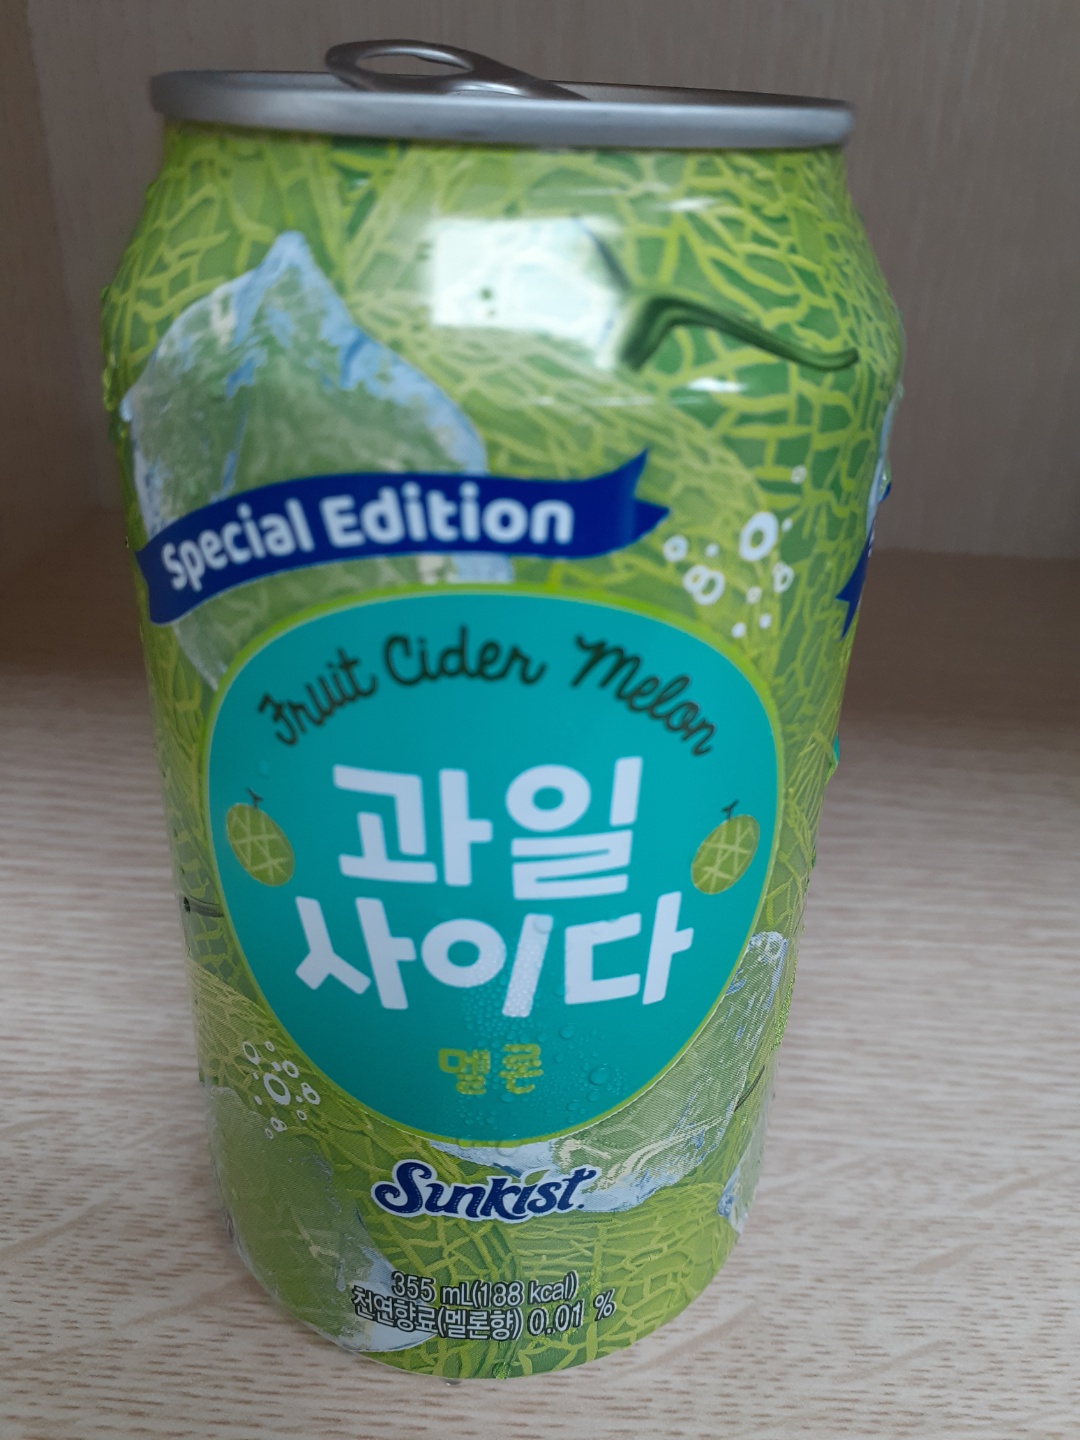 Special Edition
Fruit Cider Melon
과일
사이다
멜론
Sunkist
355 mL(188 kcal)
천연향료(멜론향) 0.01 %